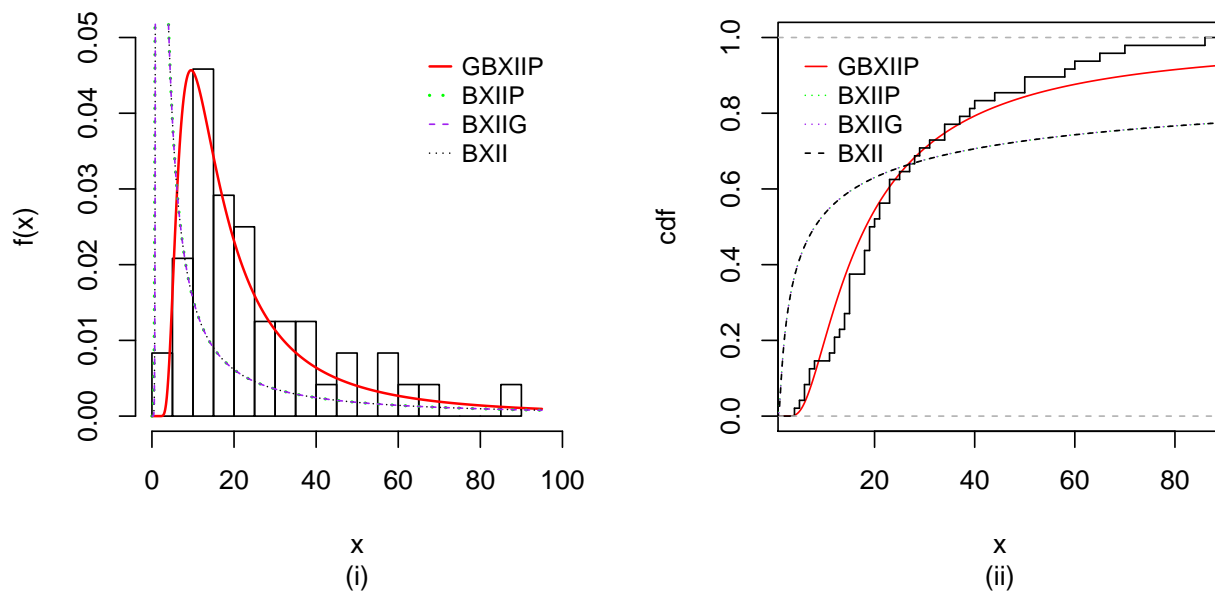 f(x)
0.00
0.01
0.02
0.03
0.04
0.05
GBXIIP
BXIIP
BXIIG
BXII
0 20 40 60 80 100
x
(i)
cdf
0.0
0.2
0.4
0.6
0.8
1.0
GBXIIP
BXIIP
BXIIG
BXII
20 40 60 80
x
(ii)